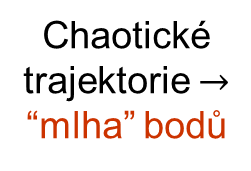 Chaotické
trajektorie →
“mlha” bodů